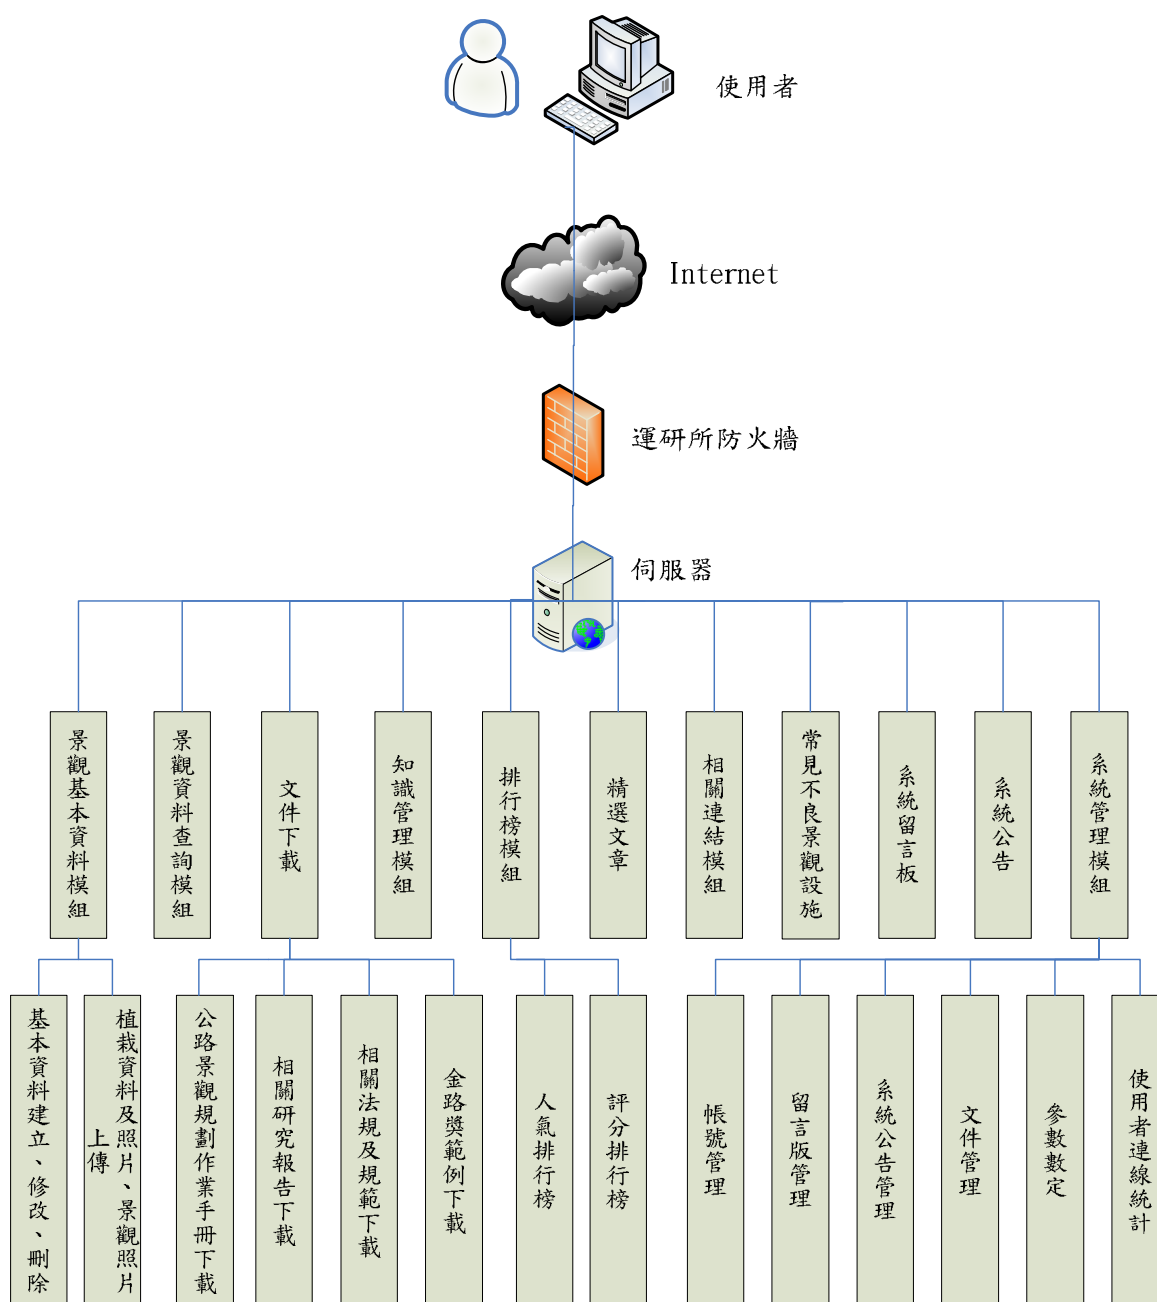 使用者
Internet
運研所防火牆
伺服器
景觀基本資料模組
景觀資料查詢模組
文件下載
知識管理模組
排行榜模組
精選文章
相關連結模組
常見不良景觀設施
系統留言板
系統公告
系統管理模組
基本資料建立、修改、刪除
植栽資料及照片、景觀照片
上傳
公路景觀規劃作業手冊下載
相關研究報告下載
相關法規及規範下載
金路獎範例下載
人氣排行榜
評分排行榜
帳號管理
留言版管理
系統公告管理
文件管理
參數數定
使用者連線統計